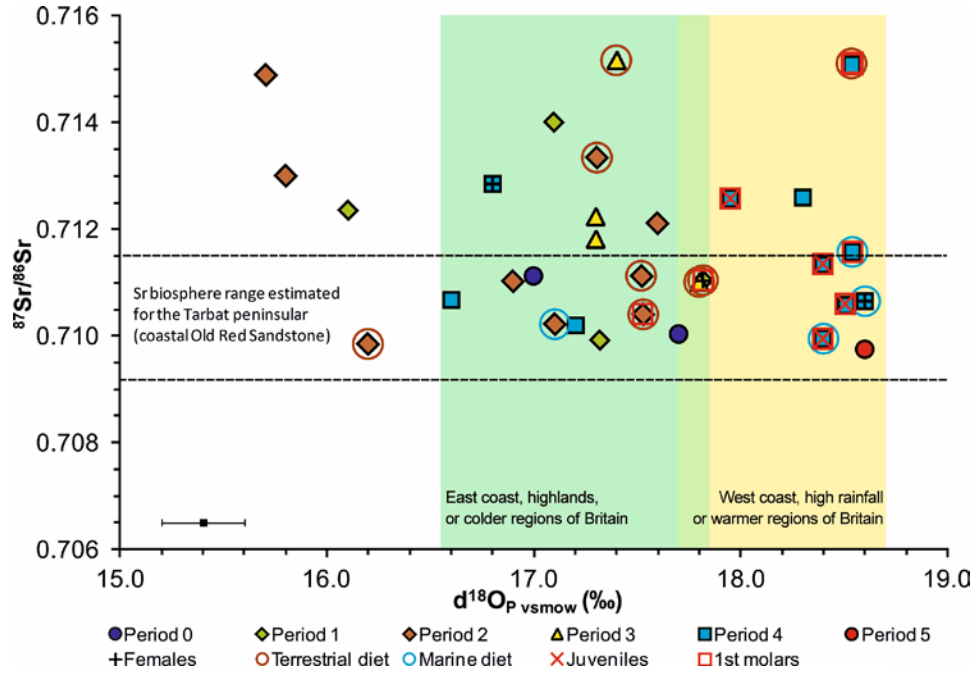 0.716
0.714
0.712
0.710
0.708
0.706
87Sr/86Sr
Sr biosphere range estimated
for the Tarbat peninsular
(coastal Old Red Sandstone)
East coast, highlands,
or colder regions of Britain
West coast, high rainfall
or warmer regions of Britain
15.0 16.0 17.0 18.0 19.0
d18OP vsmow (‰)
Period 0 Period 1 Period 2 Period 3 Period 4 Period 5
Females Terrestrial diet Marine diet Juveniles 1st molars